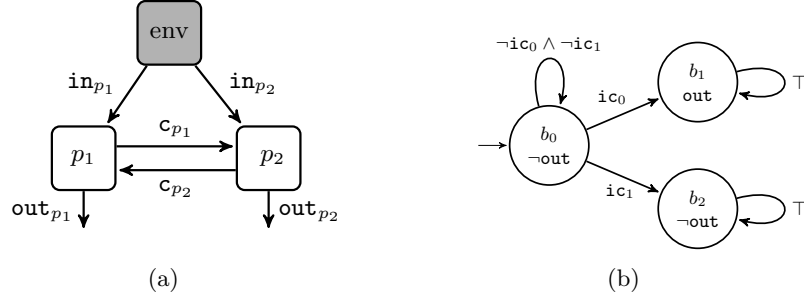 env
in_{p_1} in_{p_2}
p_1 c_{p_1} p_2
c_{p_2}
out_{p_1} out_{p_2}
(a)
¬ic_0 ∧ ¬ic_1
b_0
¬out
ic_0
b_1
out
⊤
ic_1
b_2
¬out
⊤
(b)